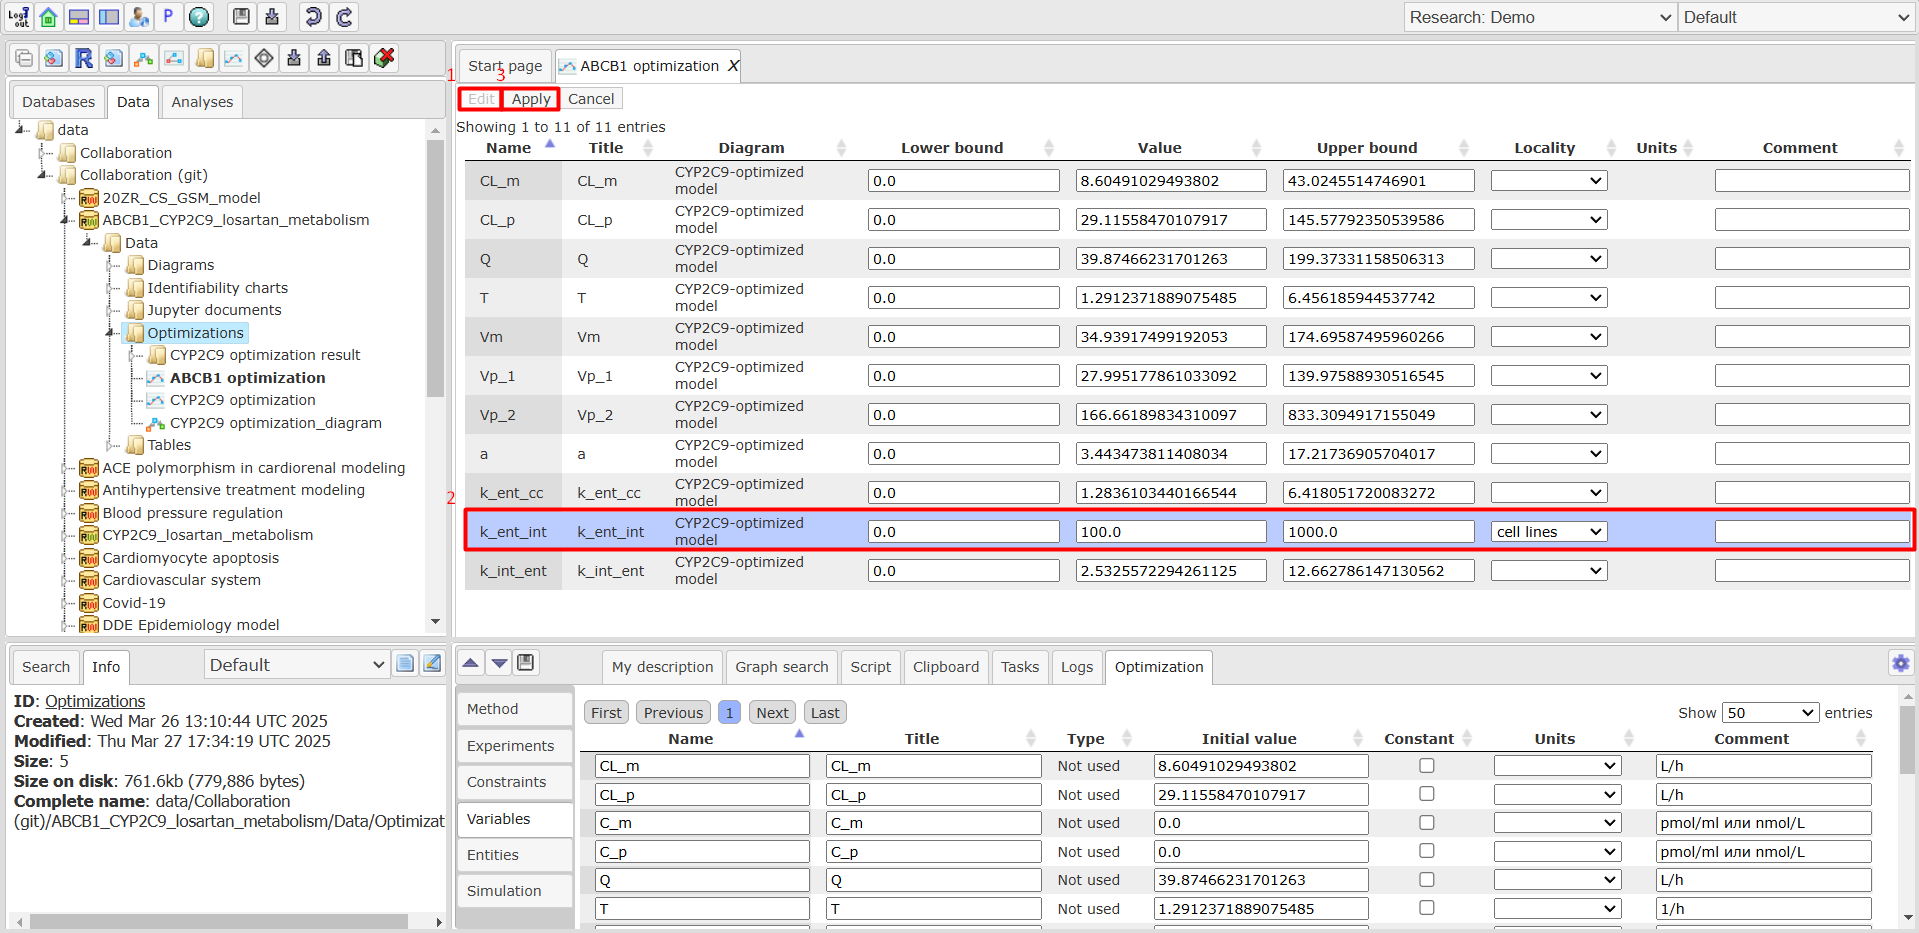 Log out P Research: Demo Default
Databases Data Analyses
data
Collaboration
Collaboration (git)
20ZR_CS_GSM_model
ABCB1_CYP2C9_losartan_metabolism
Data
Diagrams
Identifiability charts
Jupyter documents
Optimizations
CYP2C9 optimization result
ABCB1 optimization
CYP2C9 optimization
CYP2C9 optimization_diagram
Tables
ACE polymorphism in cardiorenal modeling
Antihypertensive treatment modeling
Blood pressure regulation
CYP2C9_losartan_metabolism
Cardiomyocyte apoptosis
Cardiovascular system
Covid-19
DDE Epidemiology model
Start page ABCB1 optimization X
1 3
Edit Apply Cancel
Showing 1 to 11 of 11 entries
Name Title Diagram Lower bound Value Upper bound Locality Units Comment
CL_m CL_m CYP2C9-optimized model 0.0 8.60491029493802 43.0245514746901
CL_p CL_p CYP2C9-optimized model 0.0 29.11558470107917 145.57792350539586
Q Q CYP2C9-optimized model 0.0 39.87466231701263 199.37331158506313
T T CYP2C9-optimized model 0.0 1.2912371889075485 6.456185944537742
Vm Vm CYP2C9-optimized model 0.0 34.93917499192053 174.69587495960266
Vp_1 Vp_1 CYP2C9-optimized model 0.0 27.995177861033092 139.97588930516545
Vp_2 Vp_2 CYP2C9-optimized model 0.0 166.66189834310097 833.3094917155049
a a CYP2C9-optimized model 0.0 3.443473811408034 17.21736905704017
2 k_ent_cc k_ent_cc CYP2C9-optimized model 0.0 1.2836103440166544 6.418051720083272
k_ent_int k_ent_int CYP2C9-optimized model 0.0 100.0 1000.0 cell lines
k_int_ent k_int_ent CYP2C9-optimized model 0.0 2.5325572294261125 12.662786147130562
Search Info Default
ID: Optimizations
Created: Wed Mar 26 13:10:44 UTC 2025
Modified: Thu Mar 27 17:34:19 UTC 2025
Size: 5
Size on disk: 761.6kb (779,886 bytes)
Complete name: data/Collaboration
(git)/ABCB1_CYP2C9_losartan_metabolism/Data/Optimizat
My description Graph search Script Clipboard Tasks Logs Optimization
Method
Experiments
Constraints
Variables
Entities
Simulation
First Previous 1 Next Last Show 50 entries
Name Title Type Initial value Constant Units Comment
CL_m CL_m Not used 8.60491029493802 L/h
CL_p CL_p Not used 29.11558470107917 L/h
C_m C_m Not used 0.0 pmol/ml или nmol/L
C_p C_p Not used 0.0 pmol/ml или nmol/L
Q Q Not used 39.87466231701263 L/h
T T Not used 1.2912371889075485 1/h